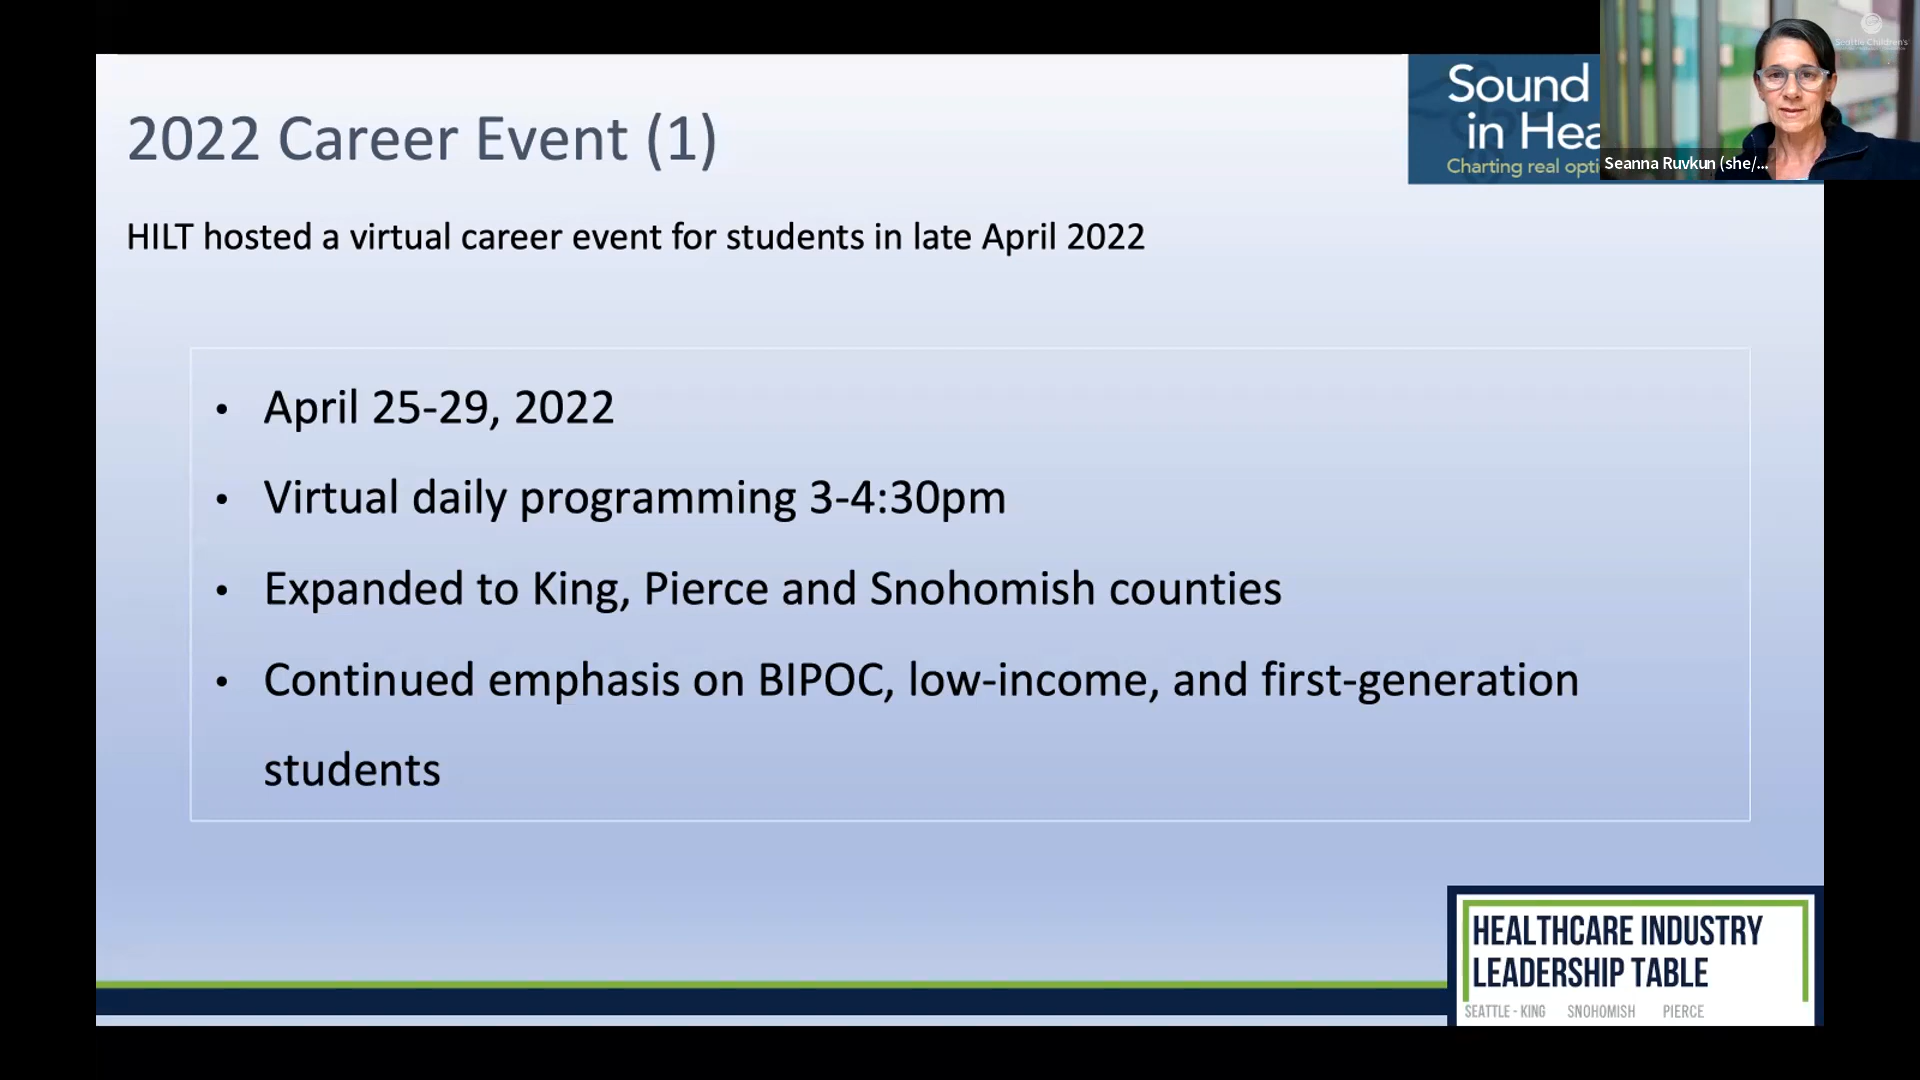 2022 Career Event (1)
Sound
in Hea
Charting real opti
Seattle Children's
Seanna Ruvkun (she/...
HILT hosted a virtual career event for students in late April 2022
• April 25-29, 2022
• Virtual daily programming 3-4:30pm
• Expanded to King, Pierce and Snohomish counties
• Continued emphasis on BIPOC, low-income, and first-generation
students
HEALTHCARE INDUSTRY
LEADERSHIP TABLE
SEATTLE - KING SNOHOMISH PIERCE